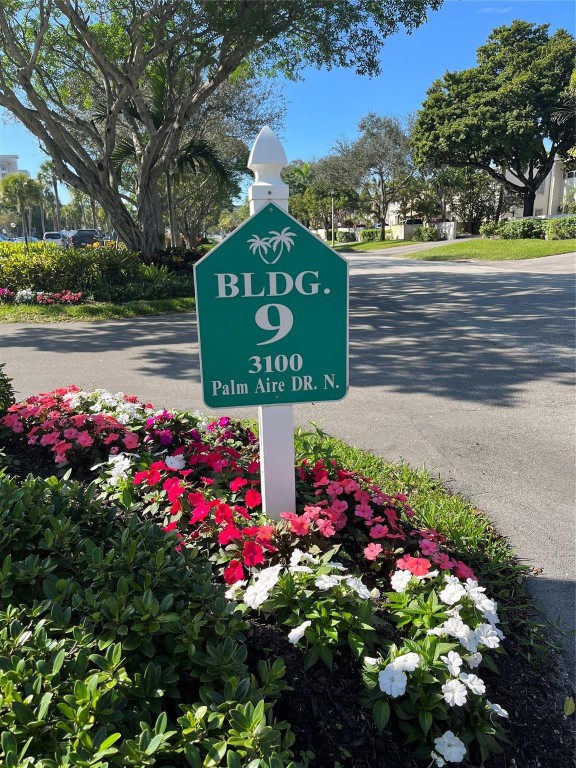 BLDG.
9
3100
Palm Aire DR. N.